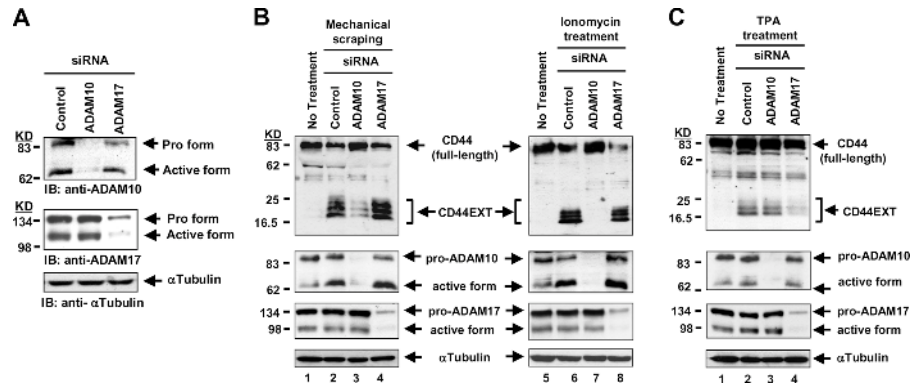 A
siRNA
Control
ADAM10
ADAM17
KD
83
62
Pro form
Active form
IB: anti-ADAM10
KD
134
98
Pro form
Active form
IB: anti-ADAM17
αTubulin
IB: anti- αTubulin
B
Mechanical scraping
siRNA
No Treatment
Control
ADAM10
ADAM17
KD
83
62
25
16.5
CD44
(full-length)
CD44EXT
83
62
pro-ADAM10
active form
134
98
pro-ADAM17
active form
αTubulin
1 2 3 4
Ionomycin treatment
siRNA
No Treatment
Control
ADAM10
ADAM17
5 6 7 8
C
TPA treatment
siRNA
No Treatment
Control
ADAM10
ADAM17
KD
83
62
25
16.5
CD44
(full-length)
CD44EXT
83
62
pro-ADAM10
active form
134
98
pro-ADAM17
active form
αTubulin
1 2 3 4